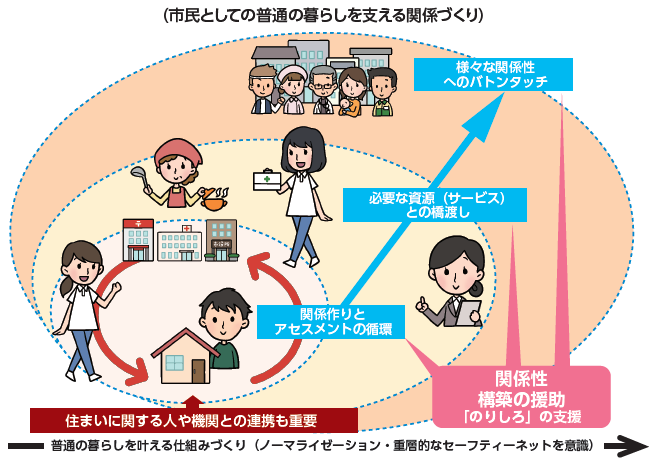 (市民としての普通の暮らしを支える関係づくり)
様々な関係性
へのバトンタッチ
必要な資源（サービス）
との橋渡し
〒
市役所
関係作りと
アセスメントの循環
関係性
構築の援助
「のりしろ」の支援
住まいに関する人や機関との連携も重要
普通の暮らしを叶える仕組みづくり（ノーマライゼーション・重層的なセーフティーネットを意識）